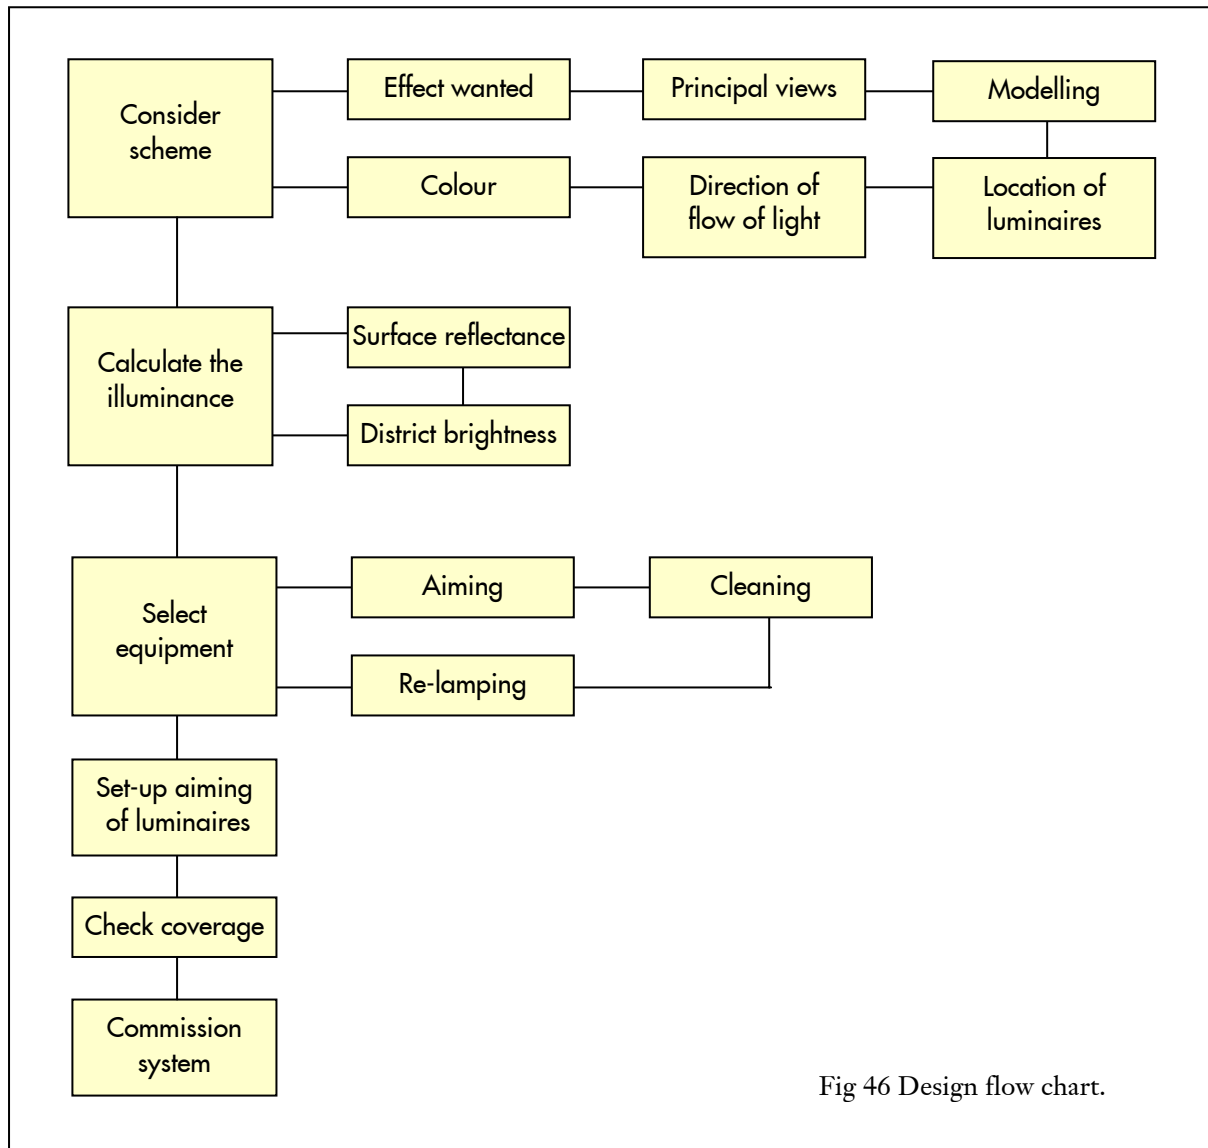 Consider
scheme
Effect wanted
Principal views
Modelling
Colour
Direction of
flow of light
Location of
luminaires
Calculate the
illuminance
Surface reflectance
District brightness
Select
equipment
Aiming
Cleaning
Re-lamping
Set-up aiming
of luminaires
Check coverage
Commission
system
Fig 46 Design flow chart.